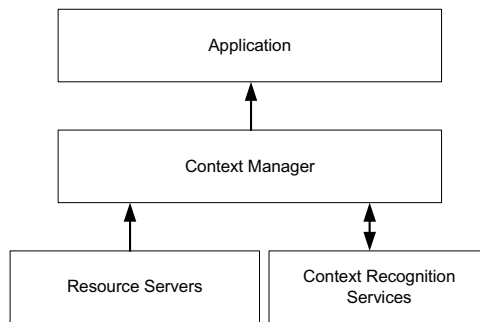 Application
Context Manager
Resource Servers
Context Recognition
Services